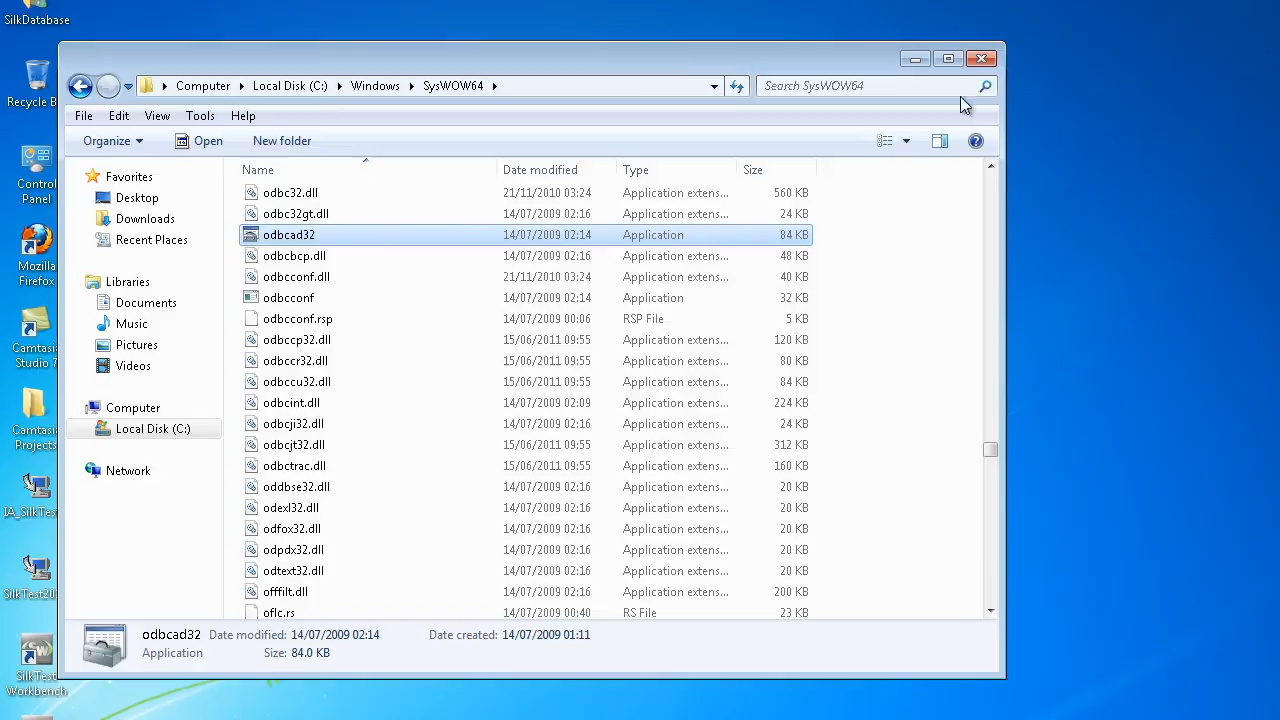 SilkDatabase
Recycle B
Control
Panel
Mozilla
Firefox
Camtasi
Studio 7
Camtasi
Projects
IA_SilkTes
SilkTest20
SilkTest
Workbench
Computer Local Disk (C:) Windows SysWOW64
Search SysWOW64
File Edit View Tools Help
Organize Open New folder
Favorites
Desktop
Downloads
Recent Places
Libraries
Documents
Music
Pictures
Videos
Computer
Local Disk (C:)
Network
Name Date modified Type Size
odbc32.dll 21/11/2010 03:24 Application extens... 560 KB
odbc32gt.dll 14/07/2009 02:16 Application extens... 24 KB
odbcad32 14/07/2009 02:14 Application 84 KB
odbcbcp.dll 14/07/2009 02:16 Application extens... 48 KB
odbcconf.dll 21/11/2010 03:24 Application extens... 40 KB
odbcconf 14/07/2009 02:14 Application 32 KB
odbcconf.rsp 14/07/2009 00:06 RSP File 5 KB
odbccp32.dll 15/06/2011 09:55 Application extens... 120 KB
odbccr32.dll 15/06/2011 09:55 Application extens... 80 KB
odbccu32.dll 15/06/2011 09:55 Application extens... 84 KB
odbcint.dll 14/07/2009 02:09 Application extens... 224 KB
odbcji32.dll 14/07/2009 02:16 Application extens... 24 KB
odbcjt32.dll 15/06/2011 09:55 Application extens... 312 KB
odbctrac.dll 15/06/2011 09:55 Application extens... 160 KB
oddbse32.dll 14/07/2009 02:16 Application extens... 20 KB
odexl32.dll 14/07/2009 02:16 Application extens... 20 KB
odfox32.dll 14/07/2009 02:16 Application extens... 20 KB
odpdx32.dll 14/07/2009 02:16 Application extens... 20 KB
odtext32.dll 14/07/2009 02:16 Application extens... 20 KB
offfilt.dll 14/07/2009 02:16 Application extens... 200 KB
oflc.rs 14/07/2009 00:40 RS File 23 KB
odbcad32 Date modified: 14/07/2009 02:14 Date created: 14/07/2009 01:11
Application Size: 84.0 KB